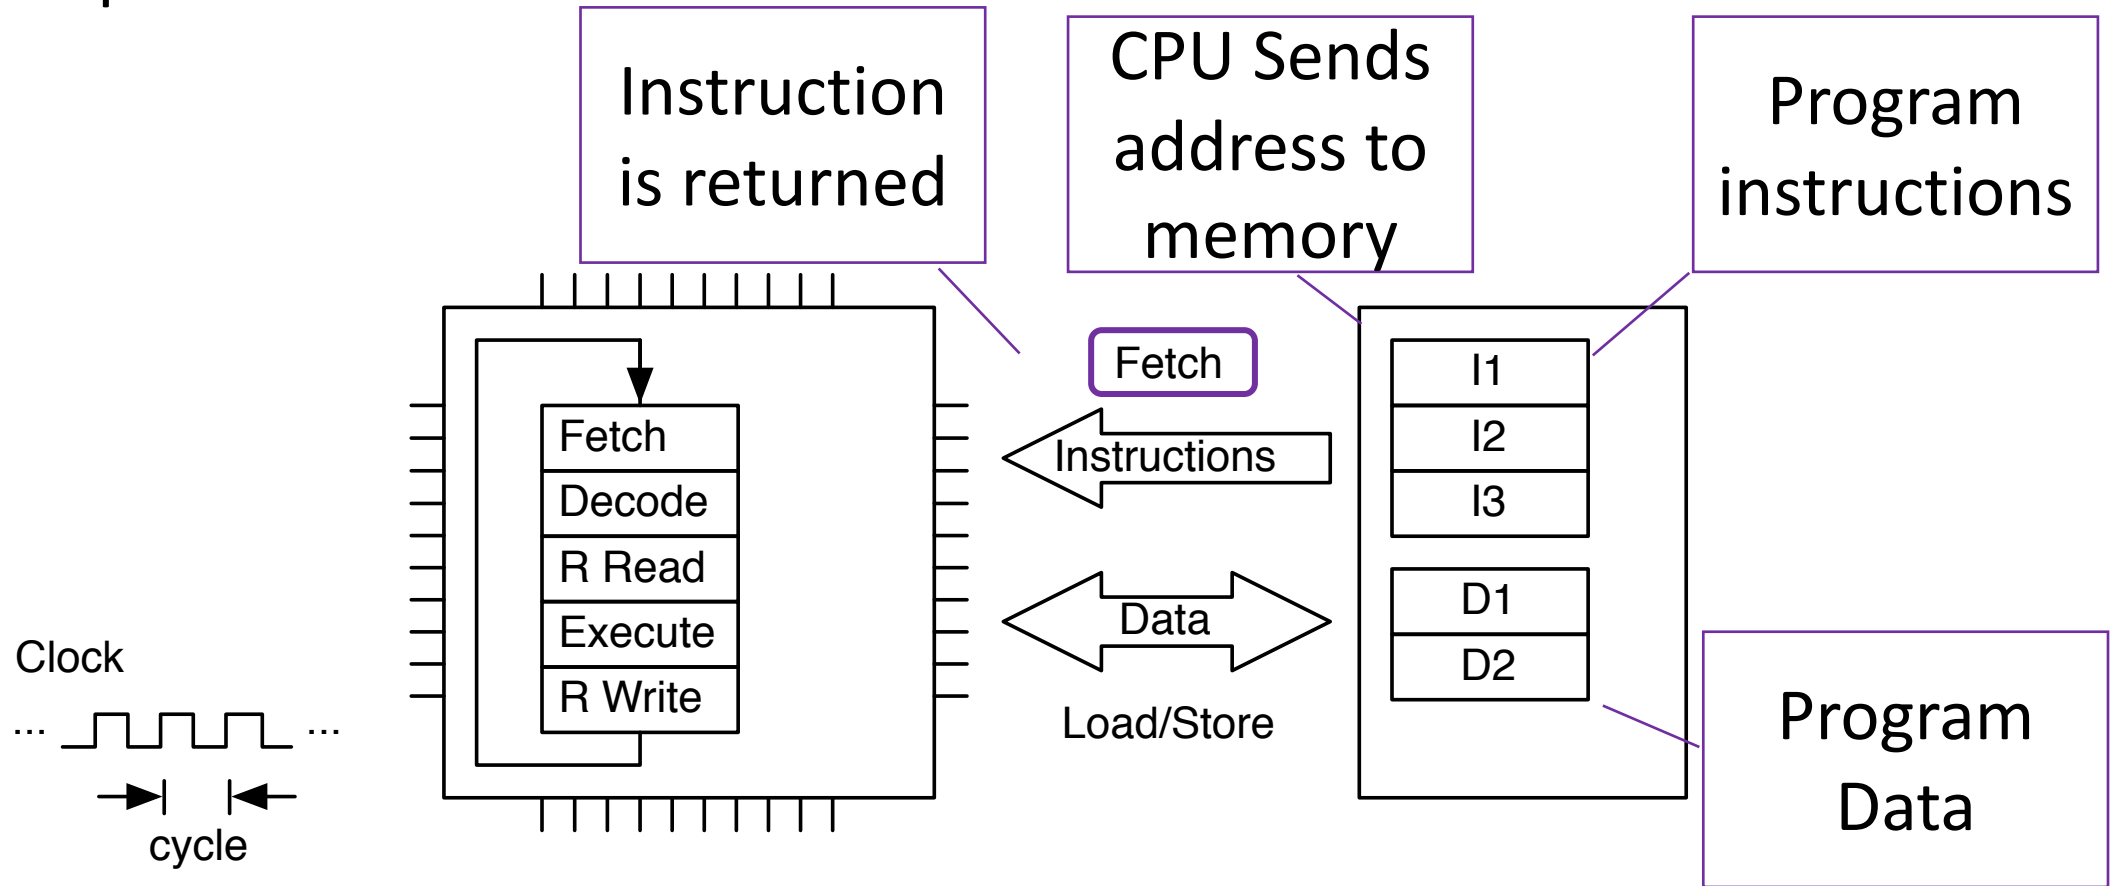 Instruction
is returned
CPU Sends
address to
memory
Program
instructions
Fetch
Instructions
Data
Load/Store
Fetch
Decode
R Read
Execute
R Write
I1
I2
I3
D1
D2
Program
Data
Clock
... ...
cycle